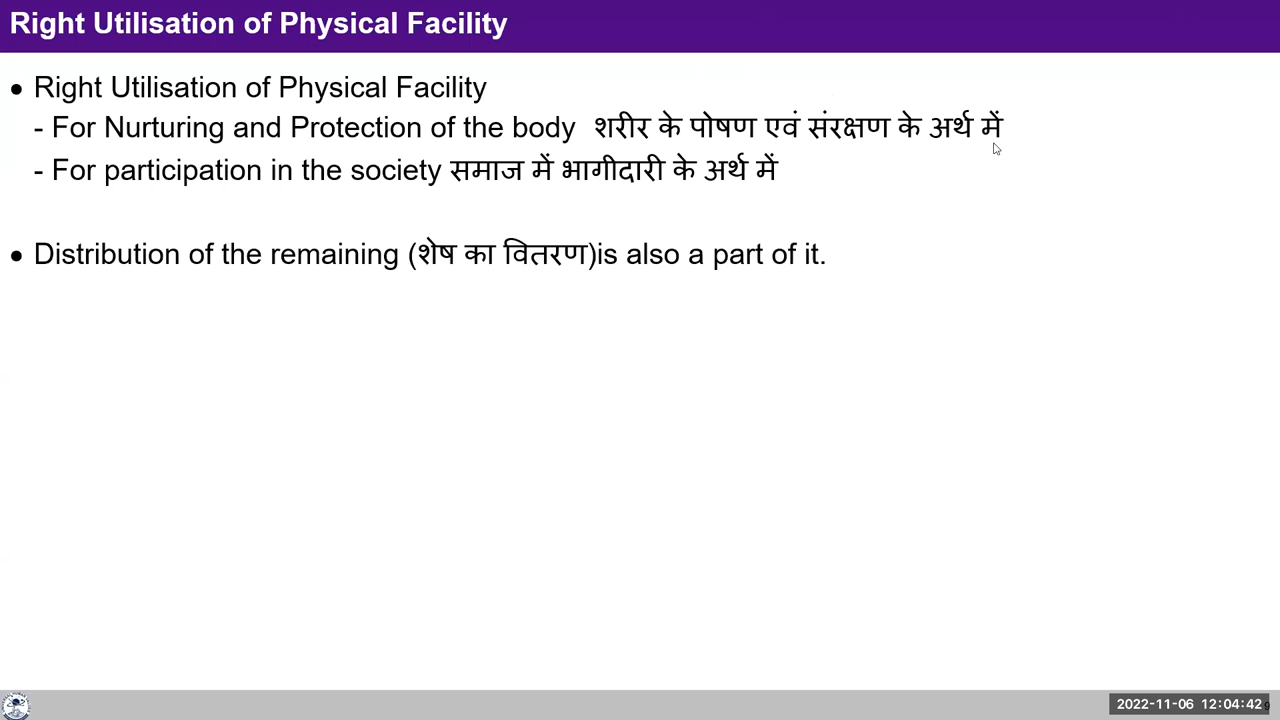 Right Utilisation of Physical Facility
• Right Utilisation of Physical Facility
- For Nurturing and Protection of the body शरीर के पोषण एवं संरक्षण के अर्थ में
- For participation in the society समाज में भागीदारी के अर्थ में
• Distribution of the remaining (शेष का वितरण)is also a part of it.
2022-11-06 12:04:42 9